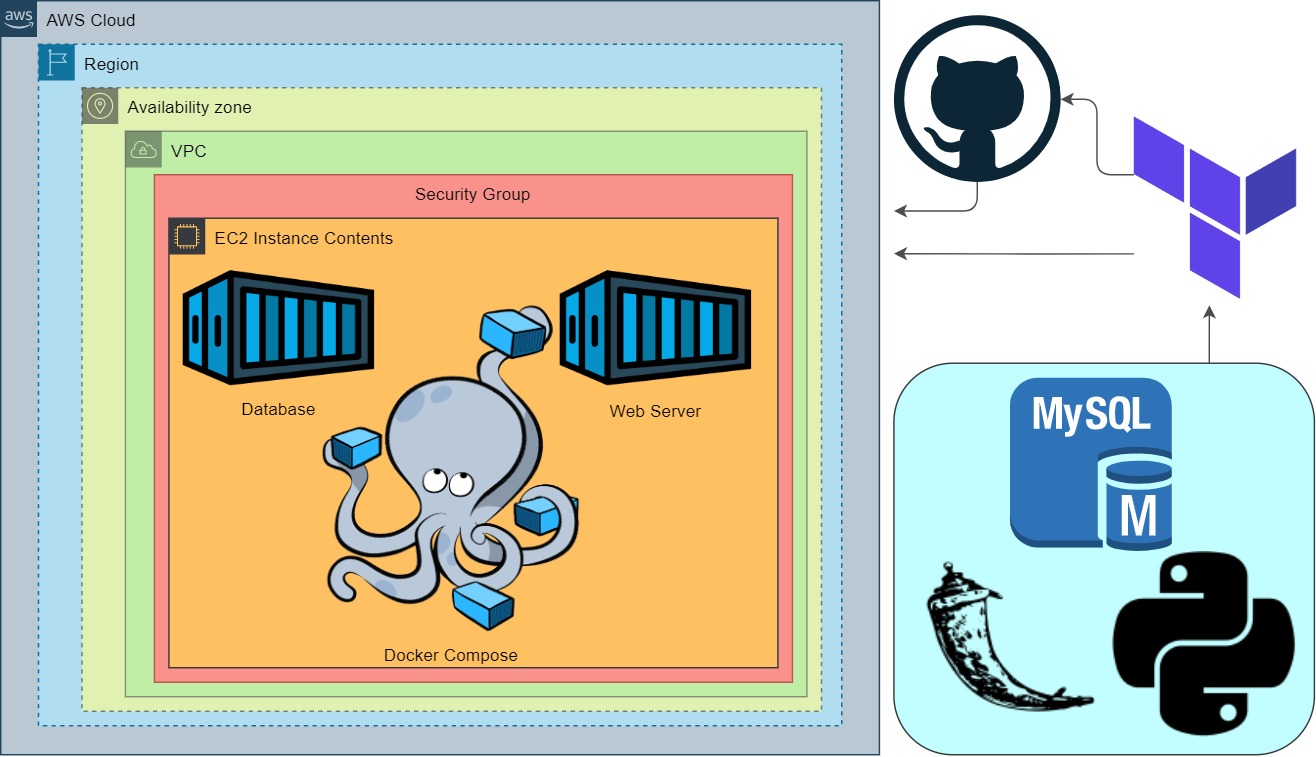 aws
AWS Cloud
Region
Availability zone
VPC
Security Group
EC2 Instance Contents
Database
Web Server
Docker Compose
MySQL
M